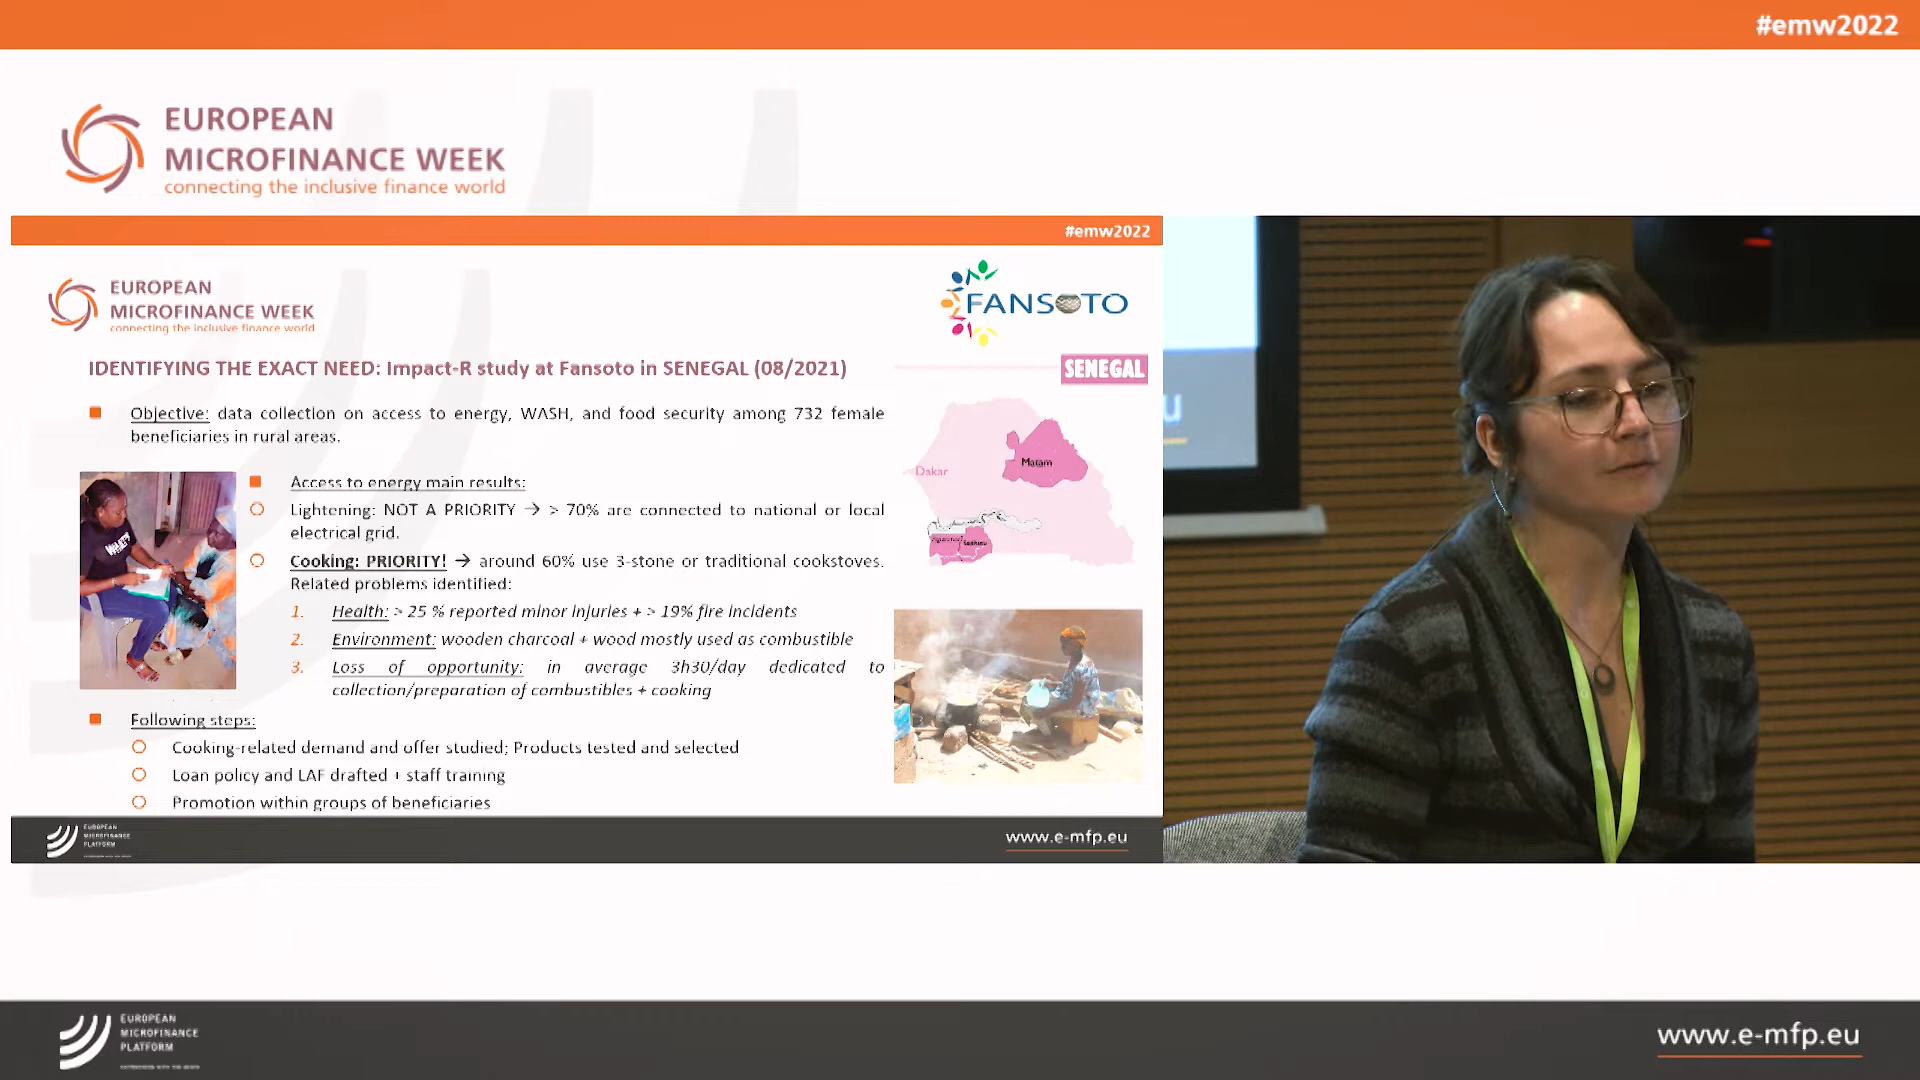 #emw2022
EUROPEAN
MICROFINANCE WEEK
connecting the inclusive finance world
#emw2022
EUROPEAN
MICROFINANCE WEEK
connecting the inclusive finance world
FANSOTO
IDENTIFYING THE EXACT NEED: Impact-R study at Fansoto in SENEGAL (08/2021)
SENEGAL
Objective: data collection on access to energy, WASH, and food security among 732 female
beneficiaries in rural areas.
Dakar
Matam
Access to energy main results:
Lightening: NOT A PRIORITY → > 70% are connected to national or local
electrical grid.
Cooking: PRIORITY! → around 60% use 3-stone or traditional cookstoves.
Related problems identified:
1. Health: > 25 % reported minor injuries + > 19% fire incidents
2. Environment: wooden charcoal + wood mostly used as combustible
3. Loss of opportunity: in average 3h30/day dedicated to
collection/preparation of combustibles + cooking
Following steps:
Cooking-related demand and offer studied; Products tested and selected
Loan policy and LAF drafted + staff training
Promotion within groups of beneficiaries
EUROPEAN
MICROFINANCE
PLATFORM
www.e-mfp.eu
EUROPEAN
MICROFINANCE
PLATFORM
www.e-mfp.eu